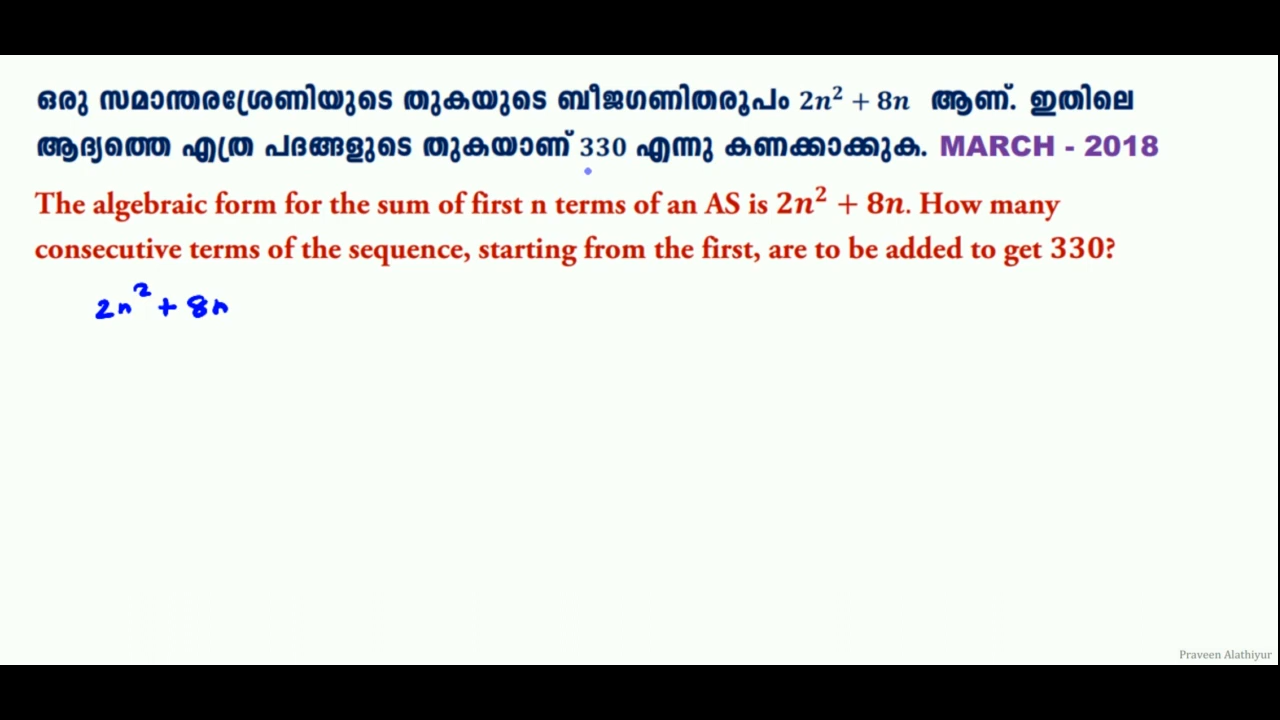 ഒരു സമാന്തരശ്രേണിയുടെ തുകയുടെ ബീജഗണിതരൂപം 2n² + 8n ആണ്. ഇതിലെ
ആദ്യത്തെ എത്ര പദങ്ങളുടെ തുകയാണ് 330 എന്നു കണക്കാക്കുക. MARCH - 2018
The algebraic form for the sum of first n terms of an AS is 2n² + 8n. How many
consecutive terms of the sequence, starting from the first, are to be added to get 330?
2n² + 8n
Praveen Alathiyur